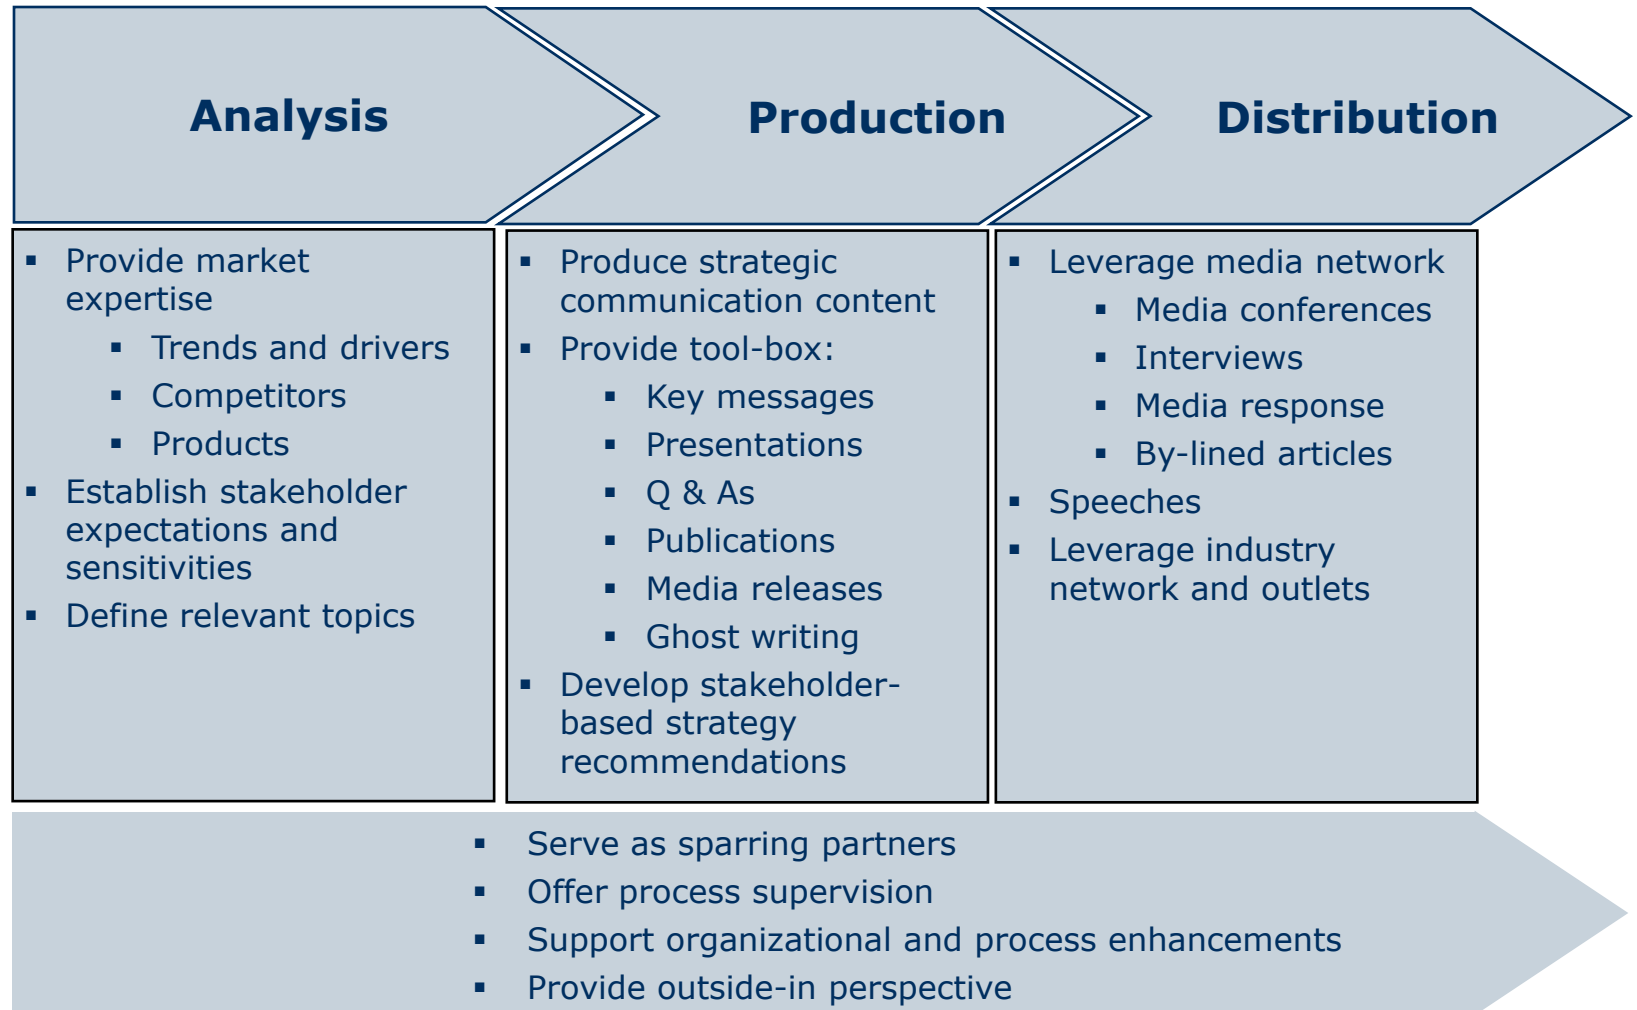 Analysis
Production
Distribution
▪ Provide market
expertise
▪ Trends and drivers
▪ Competitors
▪ Products
▪ Establish stakeholder
expectations and
sensitivities
▪ Define relevant topics
▪ Produce strategic
communication content
▪ Provide tool-box:
▪ Key messages
▪ Presentations
▪ Q & As
▪ Publications
▪ Media releases
▪ Ghost writing
▪ Develop stakeholder-
based strategy
recommendations
▪ Leverage media network
▪ Media conferences
▪ Interviews
▪ Media response
▪ By-lined articles
▪ Speeches
▪ Leverage industry
network and outlets
▪ Serve as sparring partners
▪ Offer process supervision
▪ Support organizational and process enhancements
▪ Provide outside-in perspective